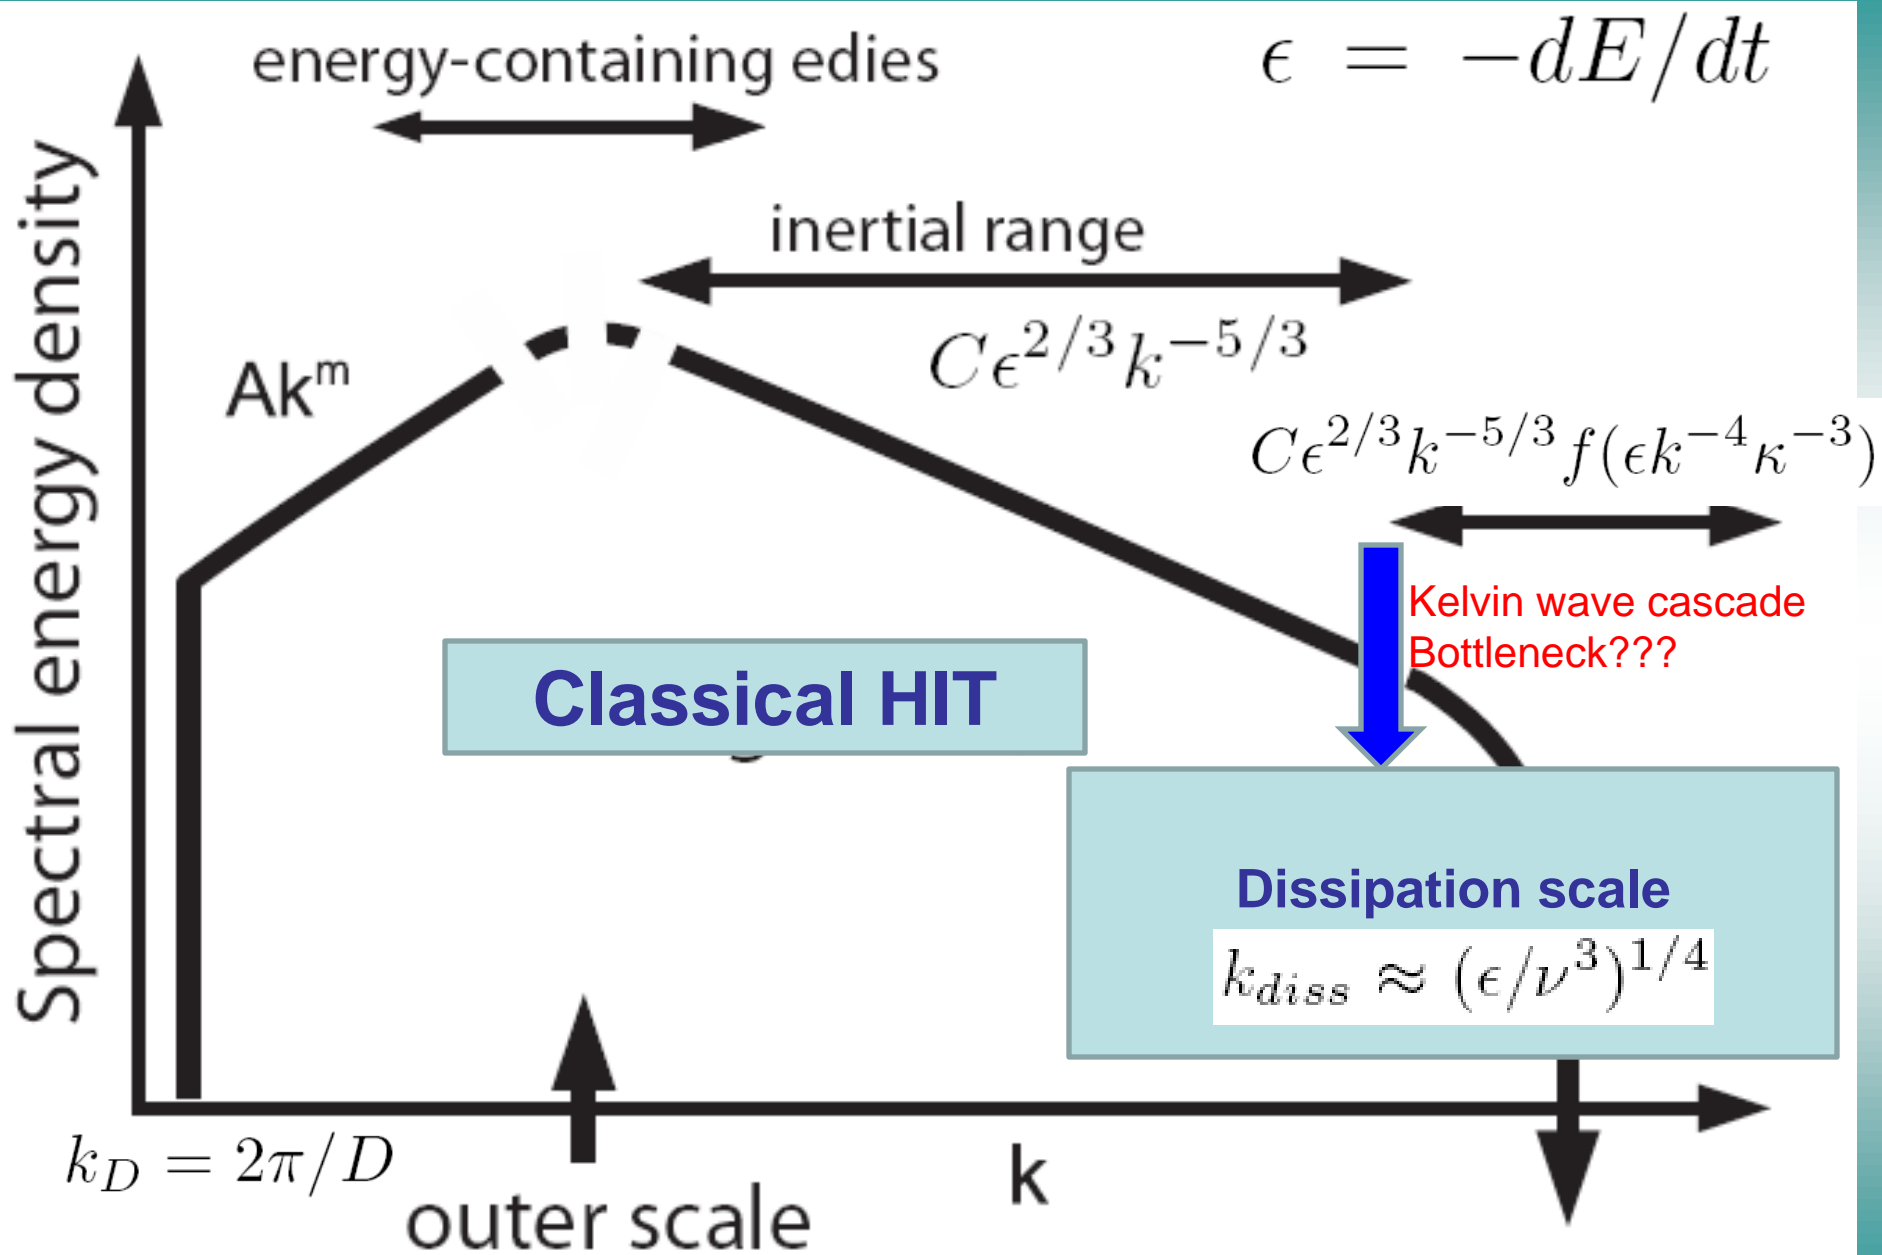 energy-containing edies
ϵ = −dE/dt
inertial range
Cϵ^{2/3}k^{−5/3}
Ak^m
Cϵ^{2/3}k^{−5/3}f(ϵk^{−4}κ^{−3})
Kelvin wave cascade
Bottleneck???
Spectral energy density
Classical HIT
Dissipation scale
k_{diss} ≈ (ϵ/ν^3)^{1/4}
k_D = 2π/D
k
outer scale